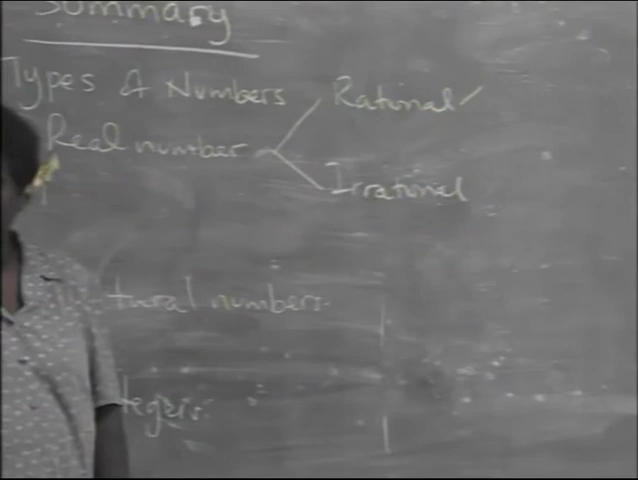 Summary
Types of Numbers
Rational
Real number
Irrational
tural numbers.
tegers.